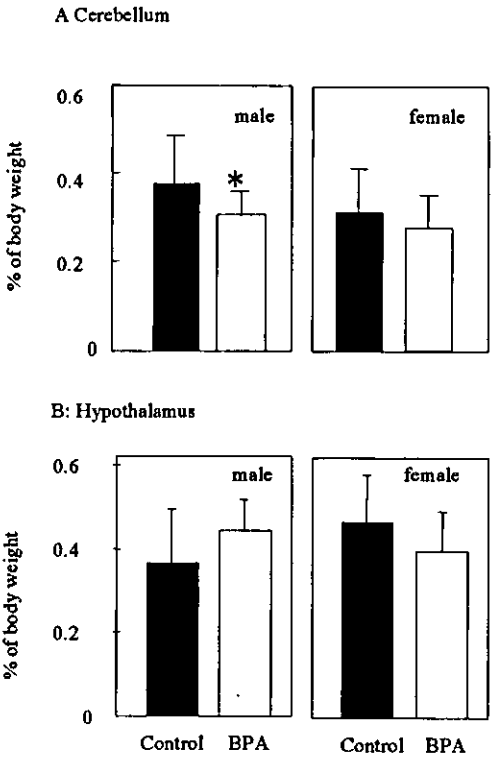 A Cerebellum
% of body weight
0.6
0.4
0.2
0
male
*
female
B: Hypothalamus
% of body weight
0.6
0.4
0.2
0
male
female
Control BPA
Control BPA